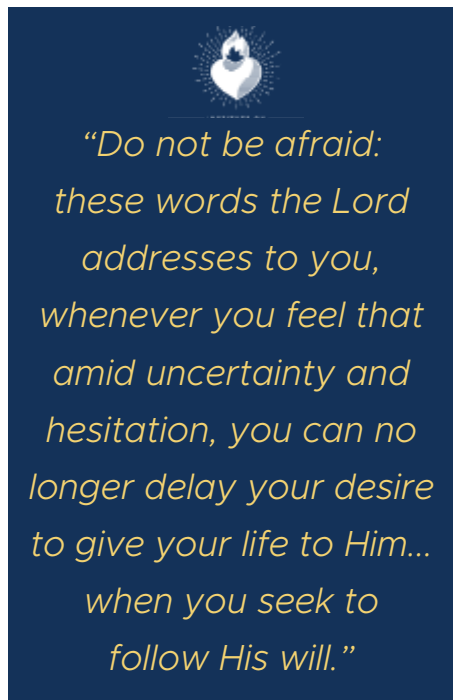 “Do not be afraid:
these words the Lord
addresses to you,
whenever you feel that
amid uncertainty and
hesitation, you can no
longer delay your desire
to give your life to Him...
when you seek to
follow His will.”